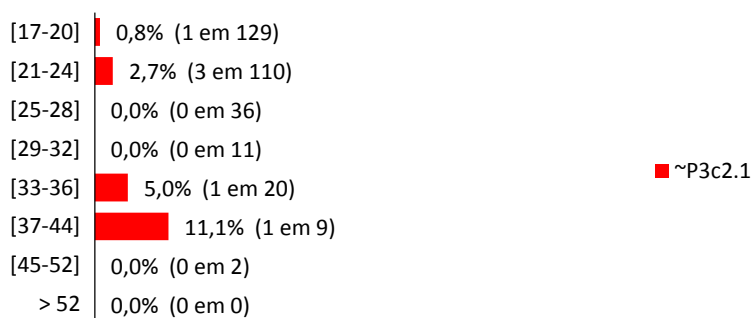 [17-20] 0,8% (1 em 129)
[21-24] 2,7% (3 em 110)
[25-28] 0,0% (0 em 36)
[29-32] 0,0% (0 em 11)
[33-36] 5,0% (1 em 20)
~P3c2.1
[37-44] 11,1% (1 em 9)
[45-52] 0,0% (0 em 2)
> 52 0,0% (0 em 0)